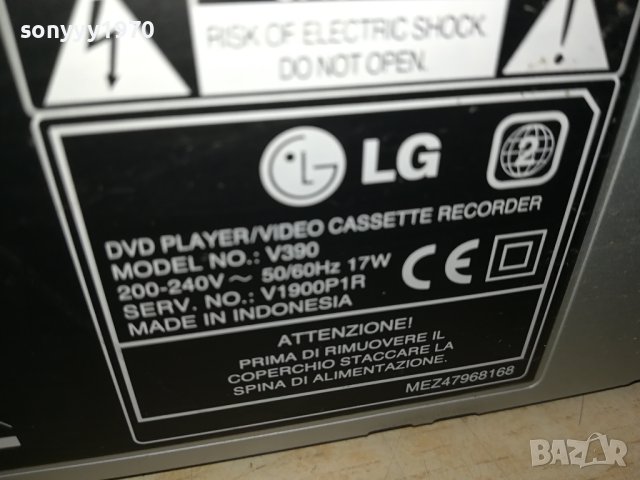 sonyyy1970
RISK OF ELECTRIC SHOCK
DO NOT OPEN.
LG
2
DVD PLAYER/VIDEO CASSETTE RECORDER
MODEL NO.: V390
200-240V ~ 50/60Hz 17W
SERV. NO.: V1900P1R
MADE IN INDONESIA
CE
ATTENZIONE!
PRIMA DI RIMUOVERE IL
COPERCHIO STACCARE LA
SPINA DI ALIMENTAZIONE.
MEZ47968168
BAZAR